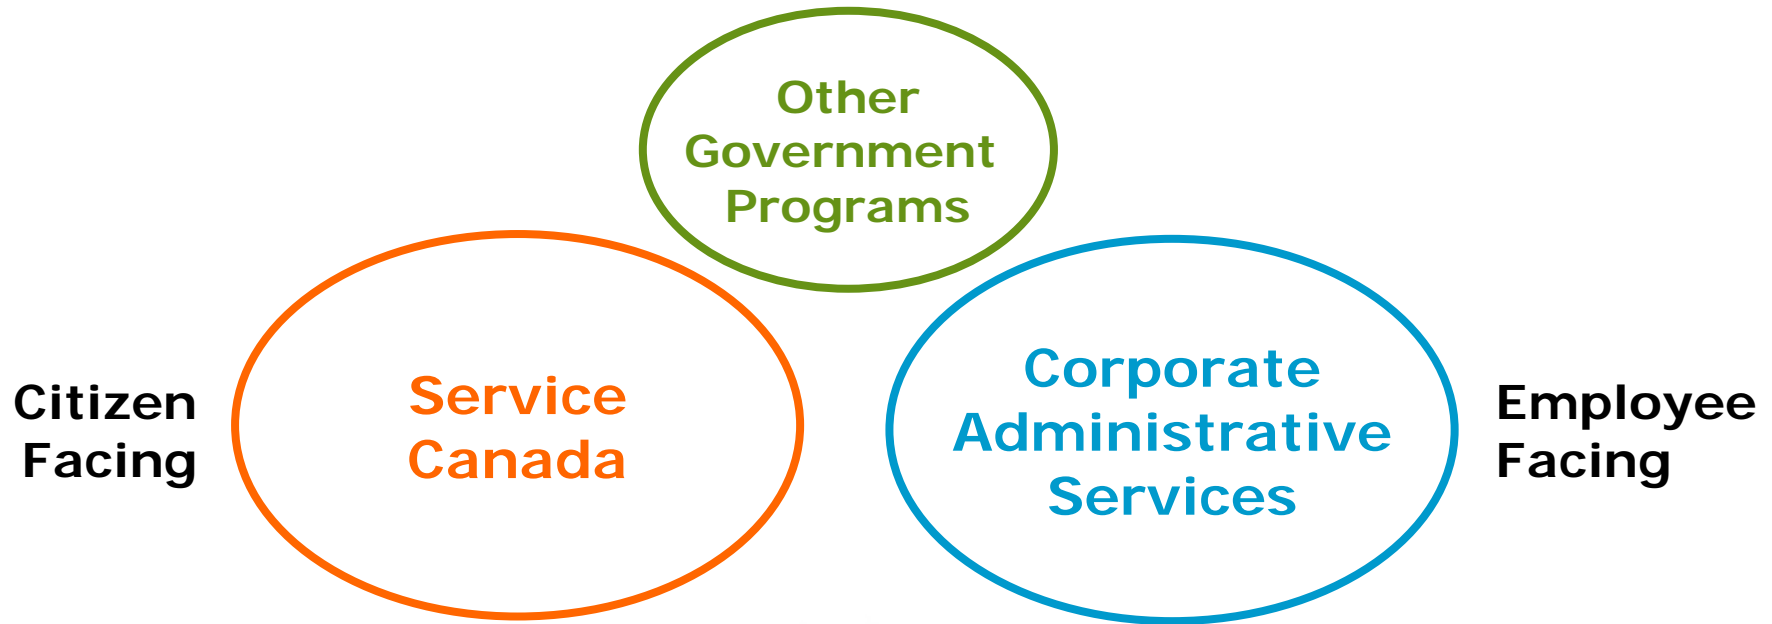 Other
Government
Programs
Citizen
Facing
Service
Canada
Corporate
Administrative
Services
Employee
Facing